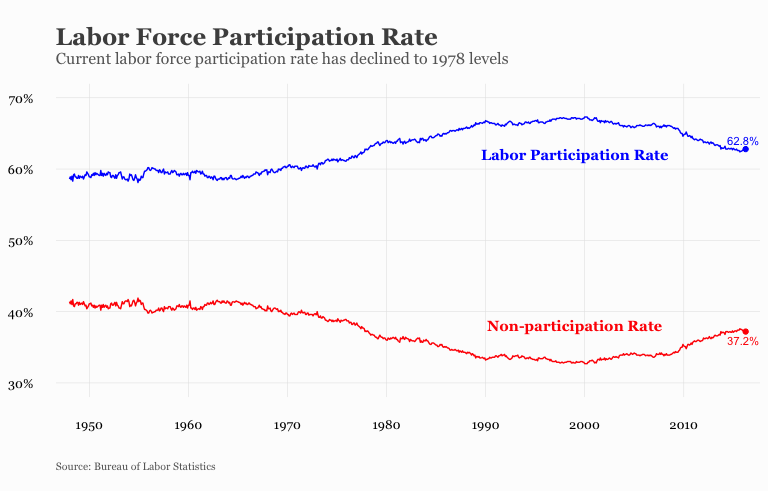 Labor Force Participation Rate
Current labor force participation rate has declined to 1978 levels
70%
62.8%
Labor Participation Rate
60%
50%
40%
Non-participation Rate
37.2%
30%
1950 1960 1970 1980 1990 2000 2010
Source: Bureau of Labor Statistics